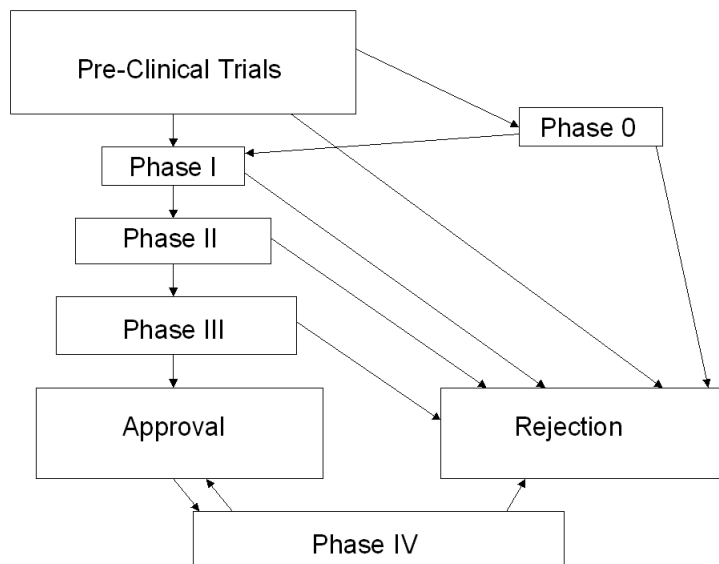 Pre-Clinical Trials
Phase 0
Phase I
Phase II
Phase III
Approval
Rejection
Phase IV